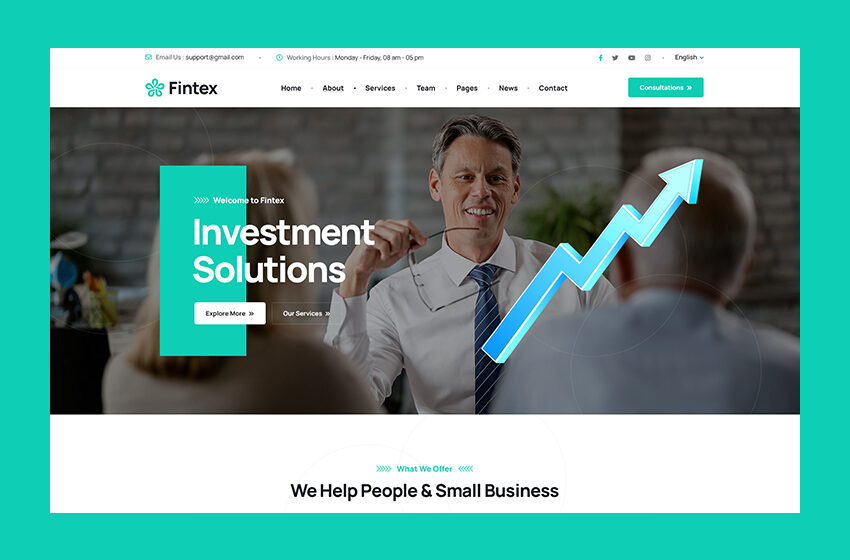 Email Us : support@gmail.com
Working Hours : Monday - Friday, 08 am - 05 pm
English
Fintex
Home
About
Services
Team
Pages
News
Contact
Consultations
Welcome to Fintex
Investment
Solutions
Explore More
Our Services
What We Offer
We Help People & Small Business